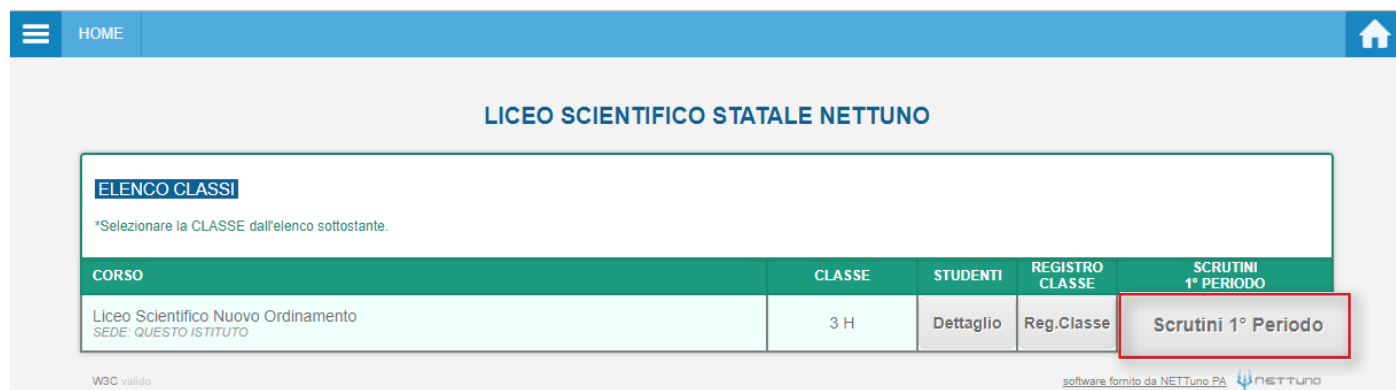 HOME
LICEO SCIENTIFICO STATALE NETTUNO
ELENCO CLASSI
*Selezionare la CLASSE dall'elenco sottostante.
CORSO CLASSE STUDENTI REGISTRO CLASSE SCRUTINI 1° PERIODO
Liceo Scientifico Nuovo Ordinamento 3 H Dettaglio Reg.Classe Scrutini 1° Periodo
SEDE: QUESTO ISTITUTO
W3C valido software fornito da NETTuno PA NETTUNO